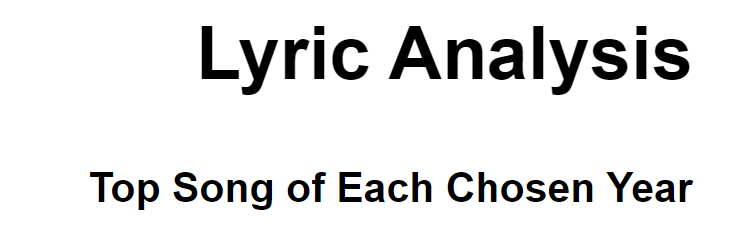 Lyric Analysis
Top Song of Each Chosen Year